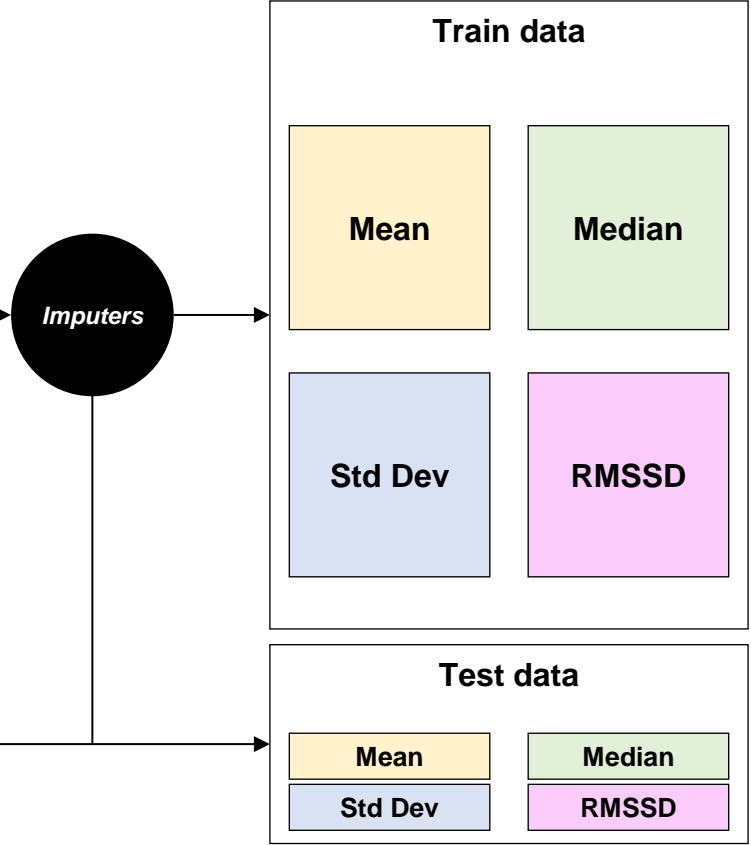 Train data
Mean
Median
Imputers
Std Dev
RMSSD
Test data
Mean
Median
Std Dev
RMSSD